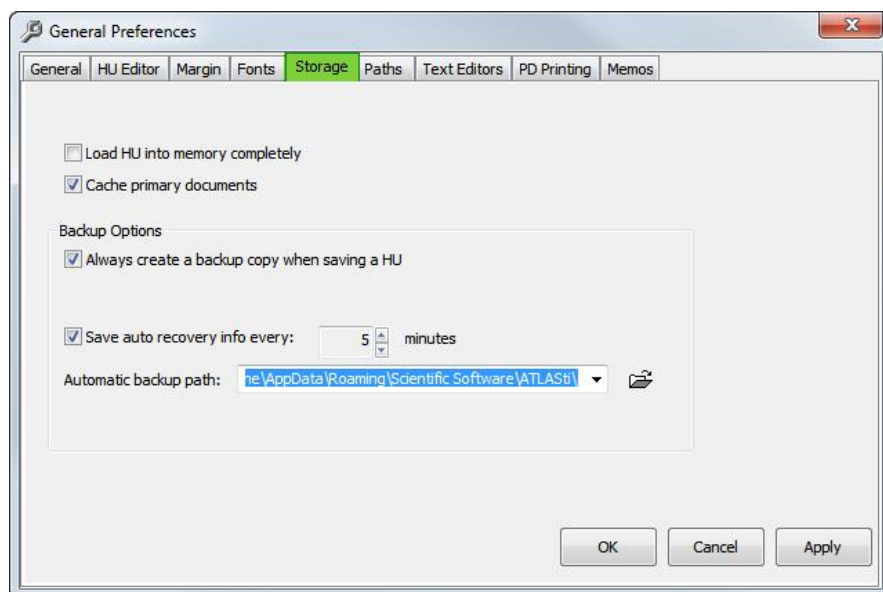 General Preferences
General HU Editor Margin Fonts Storage Paths Text Editors PD Printing Memos
Load HU into memory completely
Cache primary documents
Backup Options
Always create a backup copy when saving a HU
Save auto recovery info every: 5 minutes
Automatic backup path: ne\AppData\Roaming\Scientific Software\ATLASti\
OK Cancel Apply